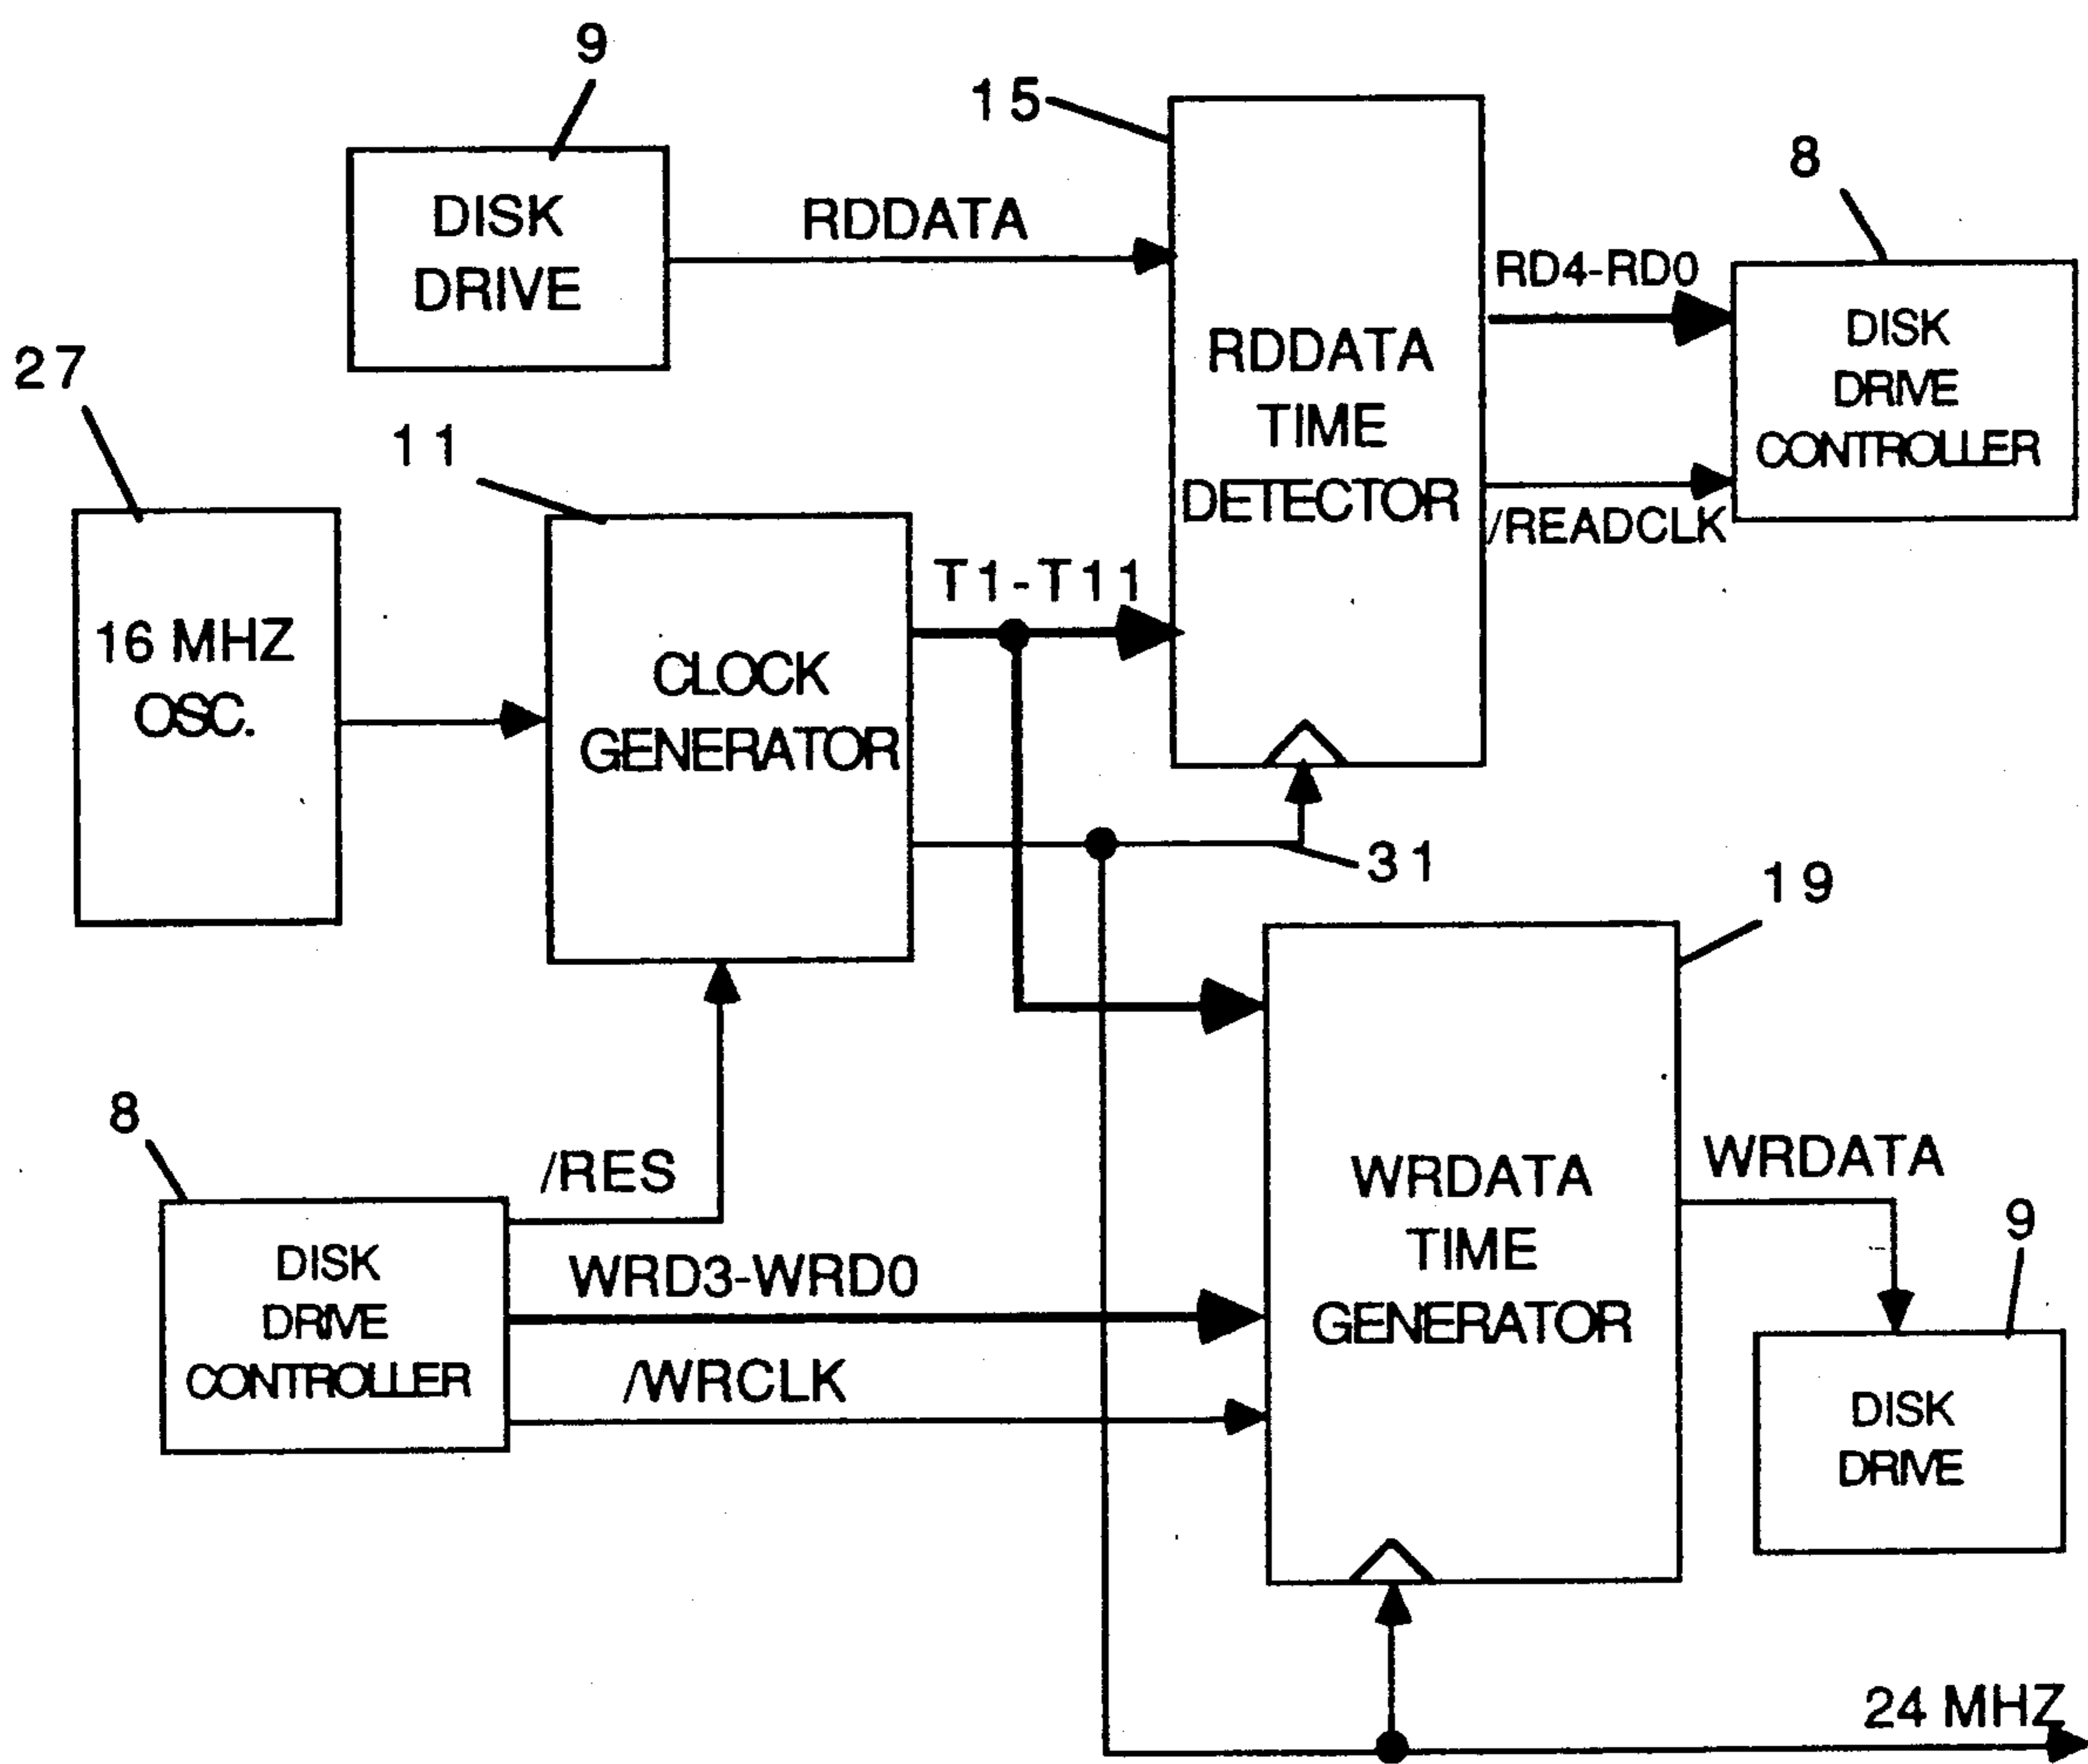 9
15
DISK
DRIVE
RDDATA
8
RD4-RD0
DISK
DRIVE
CONTROLLER
RDDATA
TIME
DETECTOR
/READCLK
27
11
16 MHZ
OSC.
CLOCK
GENERATOR
T1-T11
31
19
8
/RES
DISK
DRIVE
CONTROLLER
WRD3-WRD0
/WRCLK
WRDATA
TIME
GENERATOR
WRDATA
9
DISK
DRIVE
24 MHZ